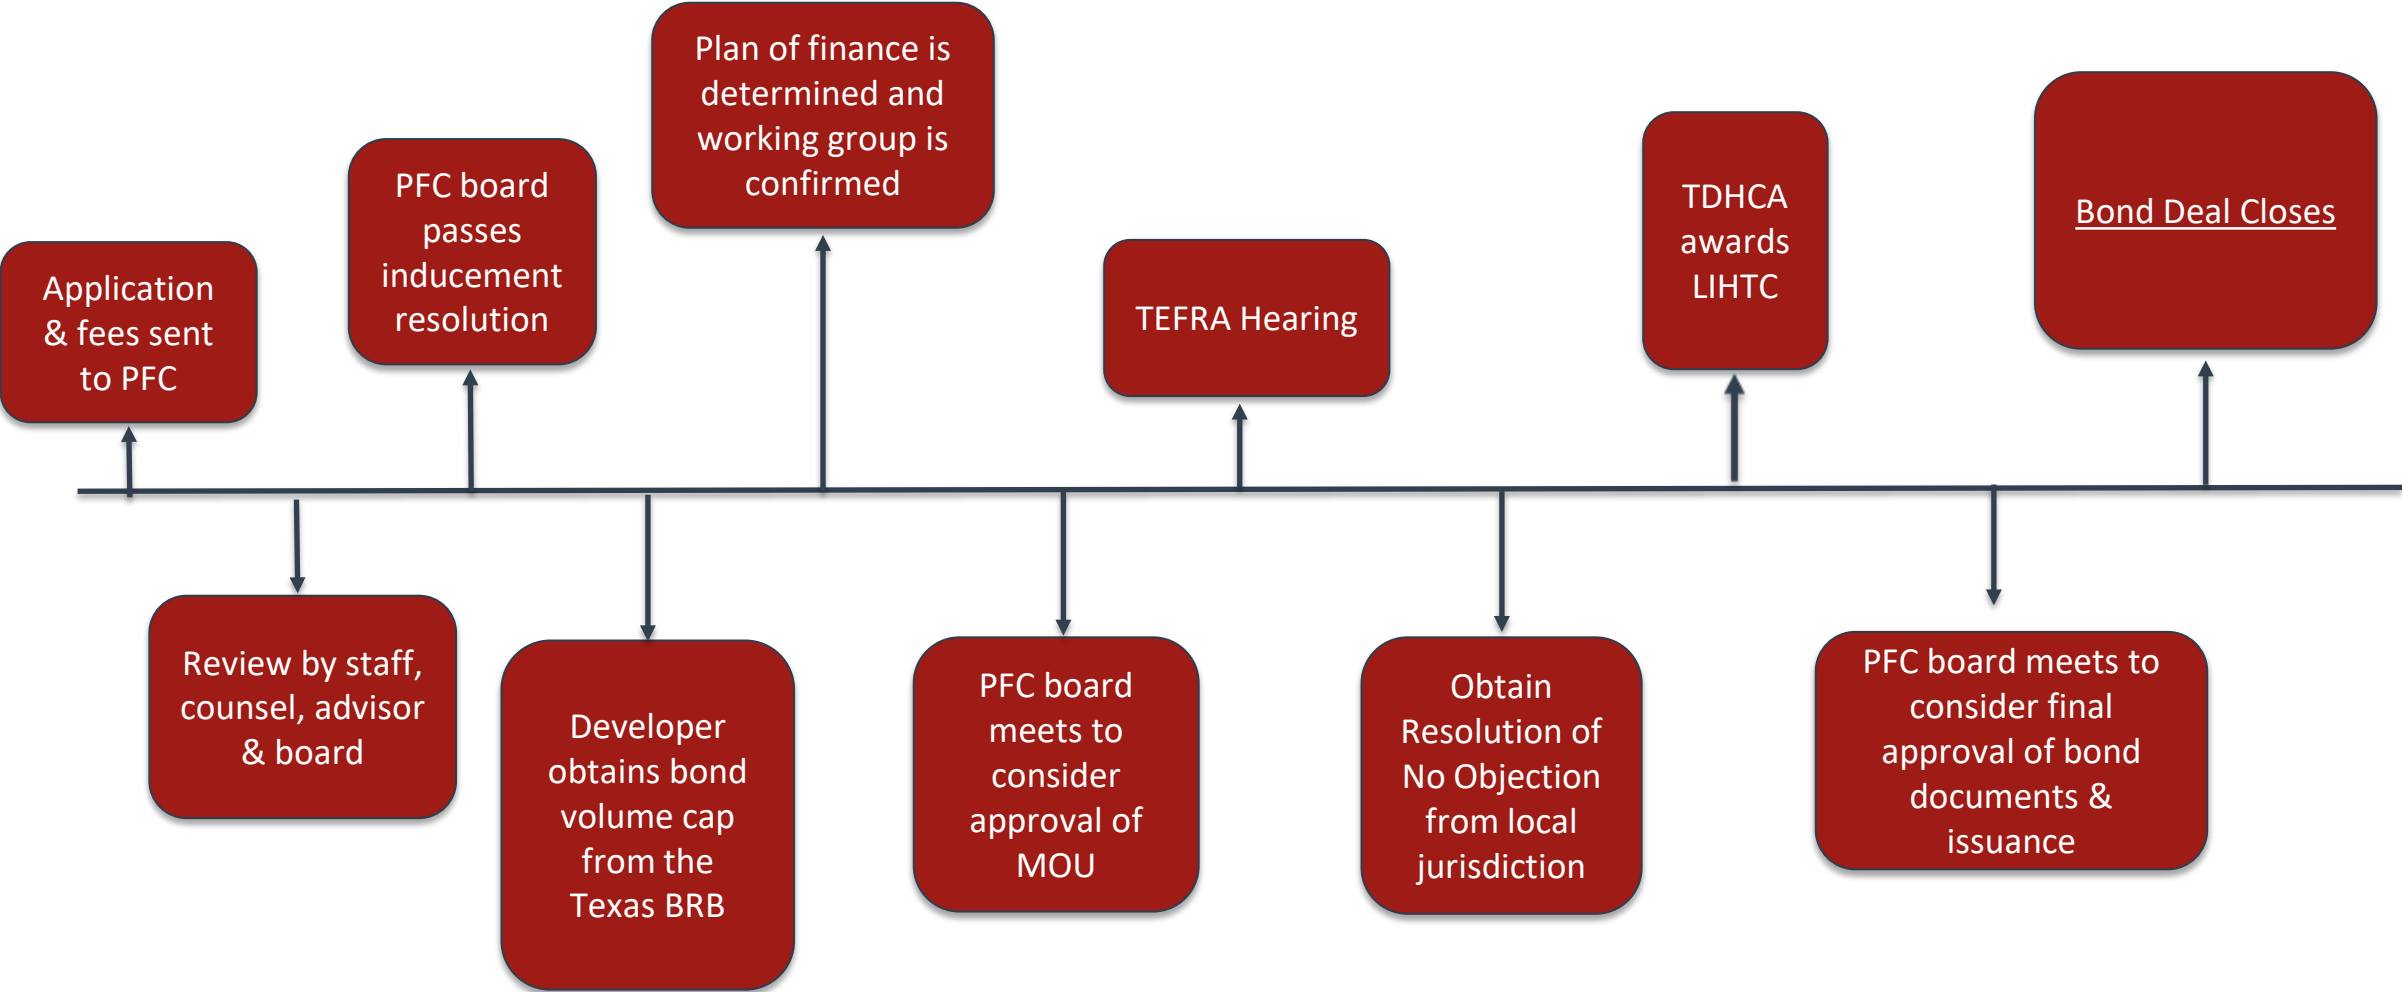 Application
& fees sent
to PFC
Review by staff,
counsel, advisor
& board
PFC board
passes
inducement
resolution
Developer
obtains bond
volume cap
from the
Texas BRB
Plan of finance is
determined and
working group is
confirmed
PFC board
meets to
consider
approval of
MOU
TEFRA Hearing
Obtain
Resolution of
No Objection
from local
jurisdiction
TDHCA
awards
LIHTC
PFC board meets to
consider final
approval of bond
documents &
issuance
Bond Deal Closes